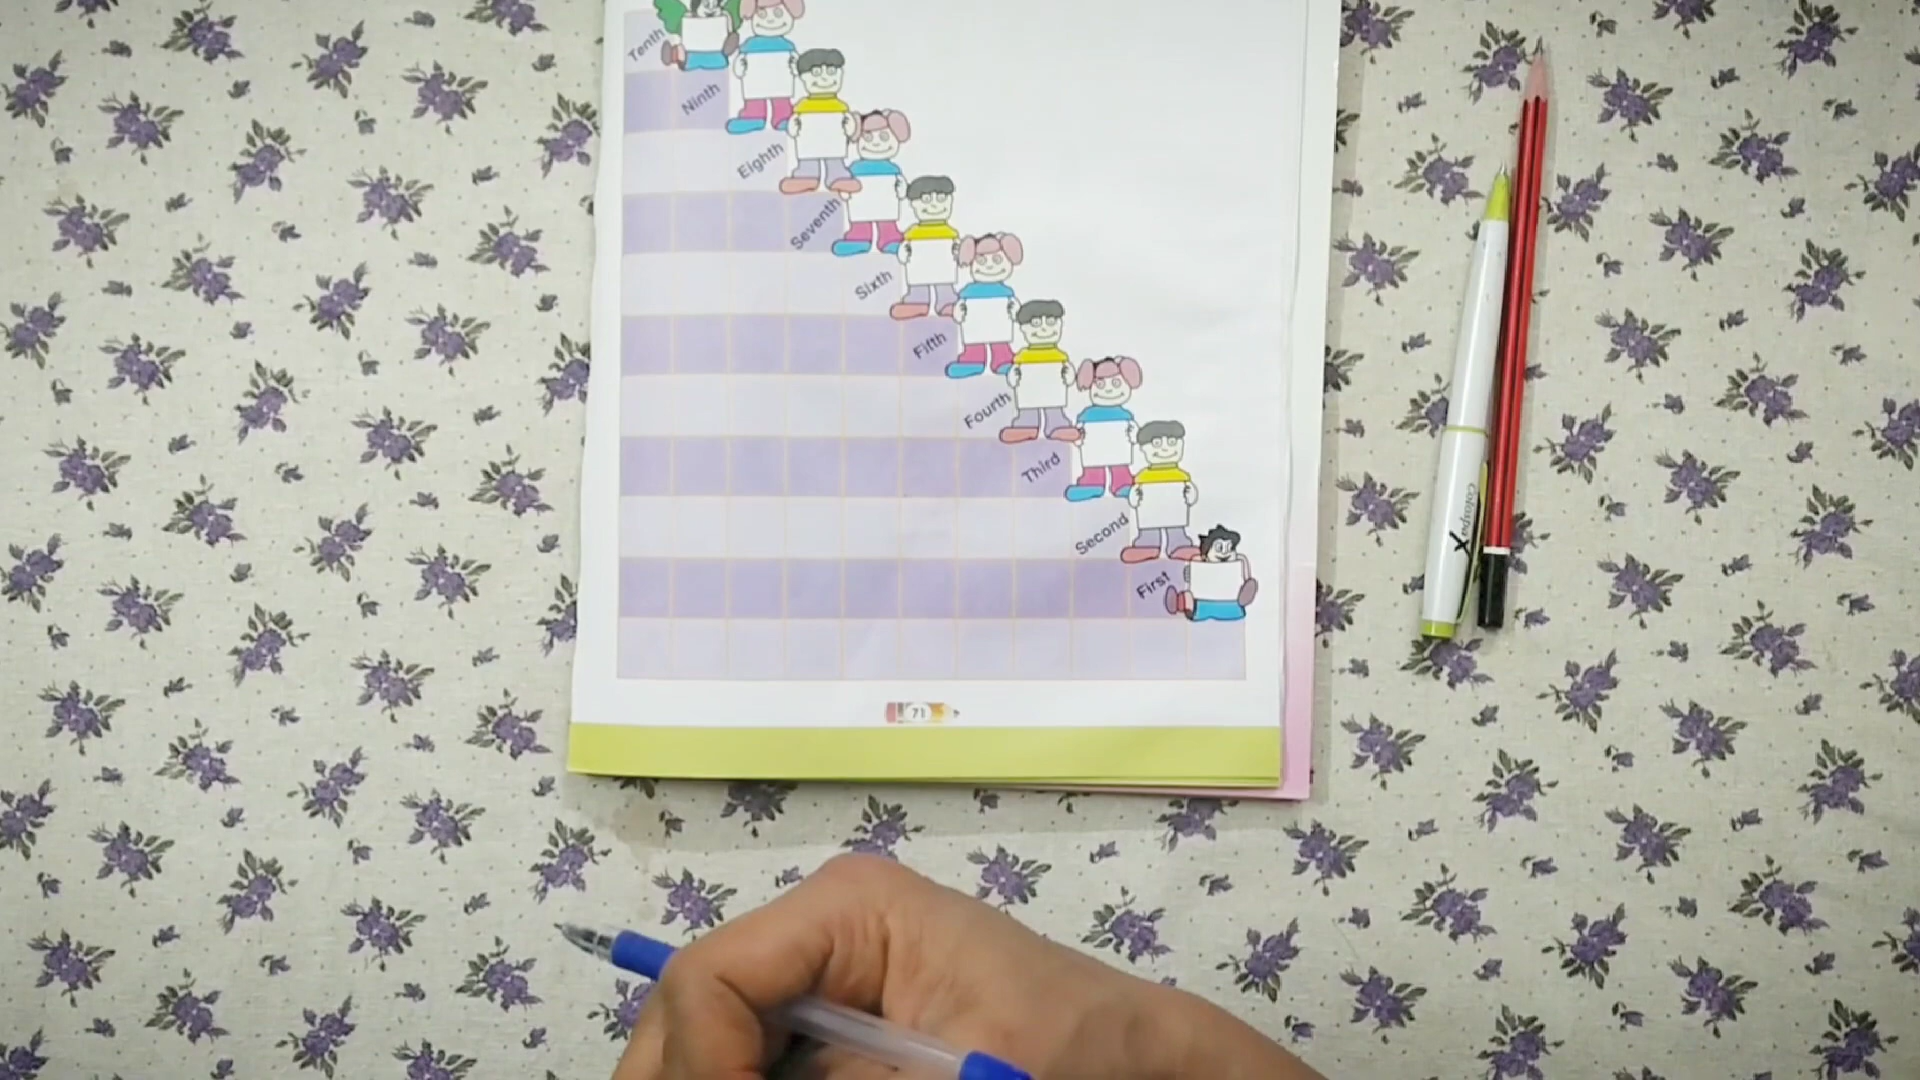 Tenth
Ninth
Eighth
Seventh
Sixth
Fifth
Fourth
Third
Second
First
71